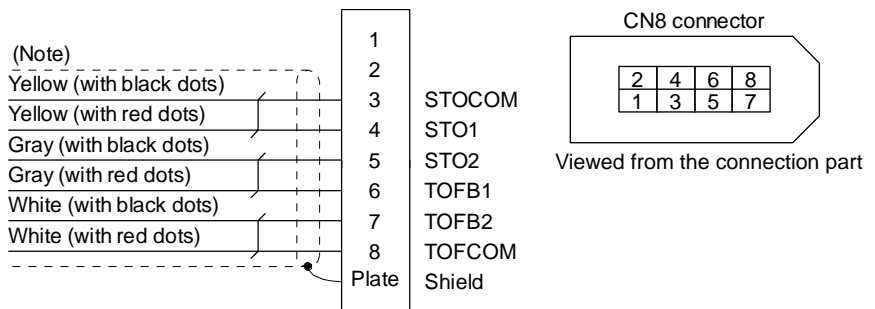 (Note)
Yellow (with black dots)
Yellow (with red dots)
Gray (with black dots)
Gray (with red dots)
White (with black dots)
White (with red dots)
1
2
3 STOCOM
4 STO1
5 STO2
6 TOFB1
7 TOFB2
8 TOFCOM
Plate Shield
CN8 connector
2 4 6 8
1 3 5 7
Viewed from the connection part